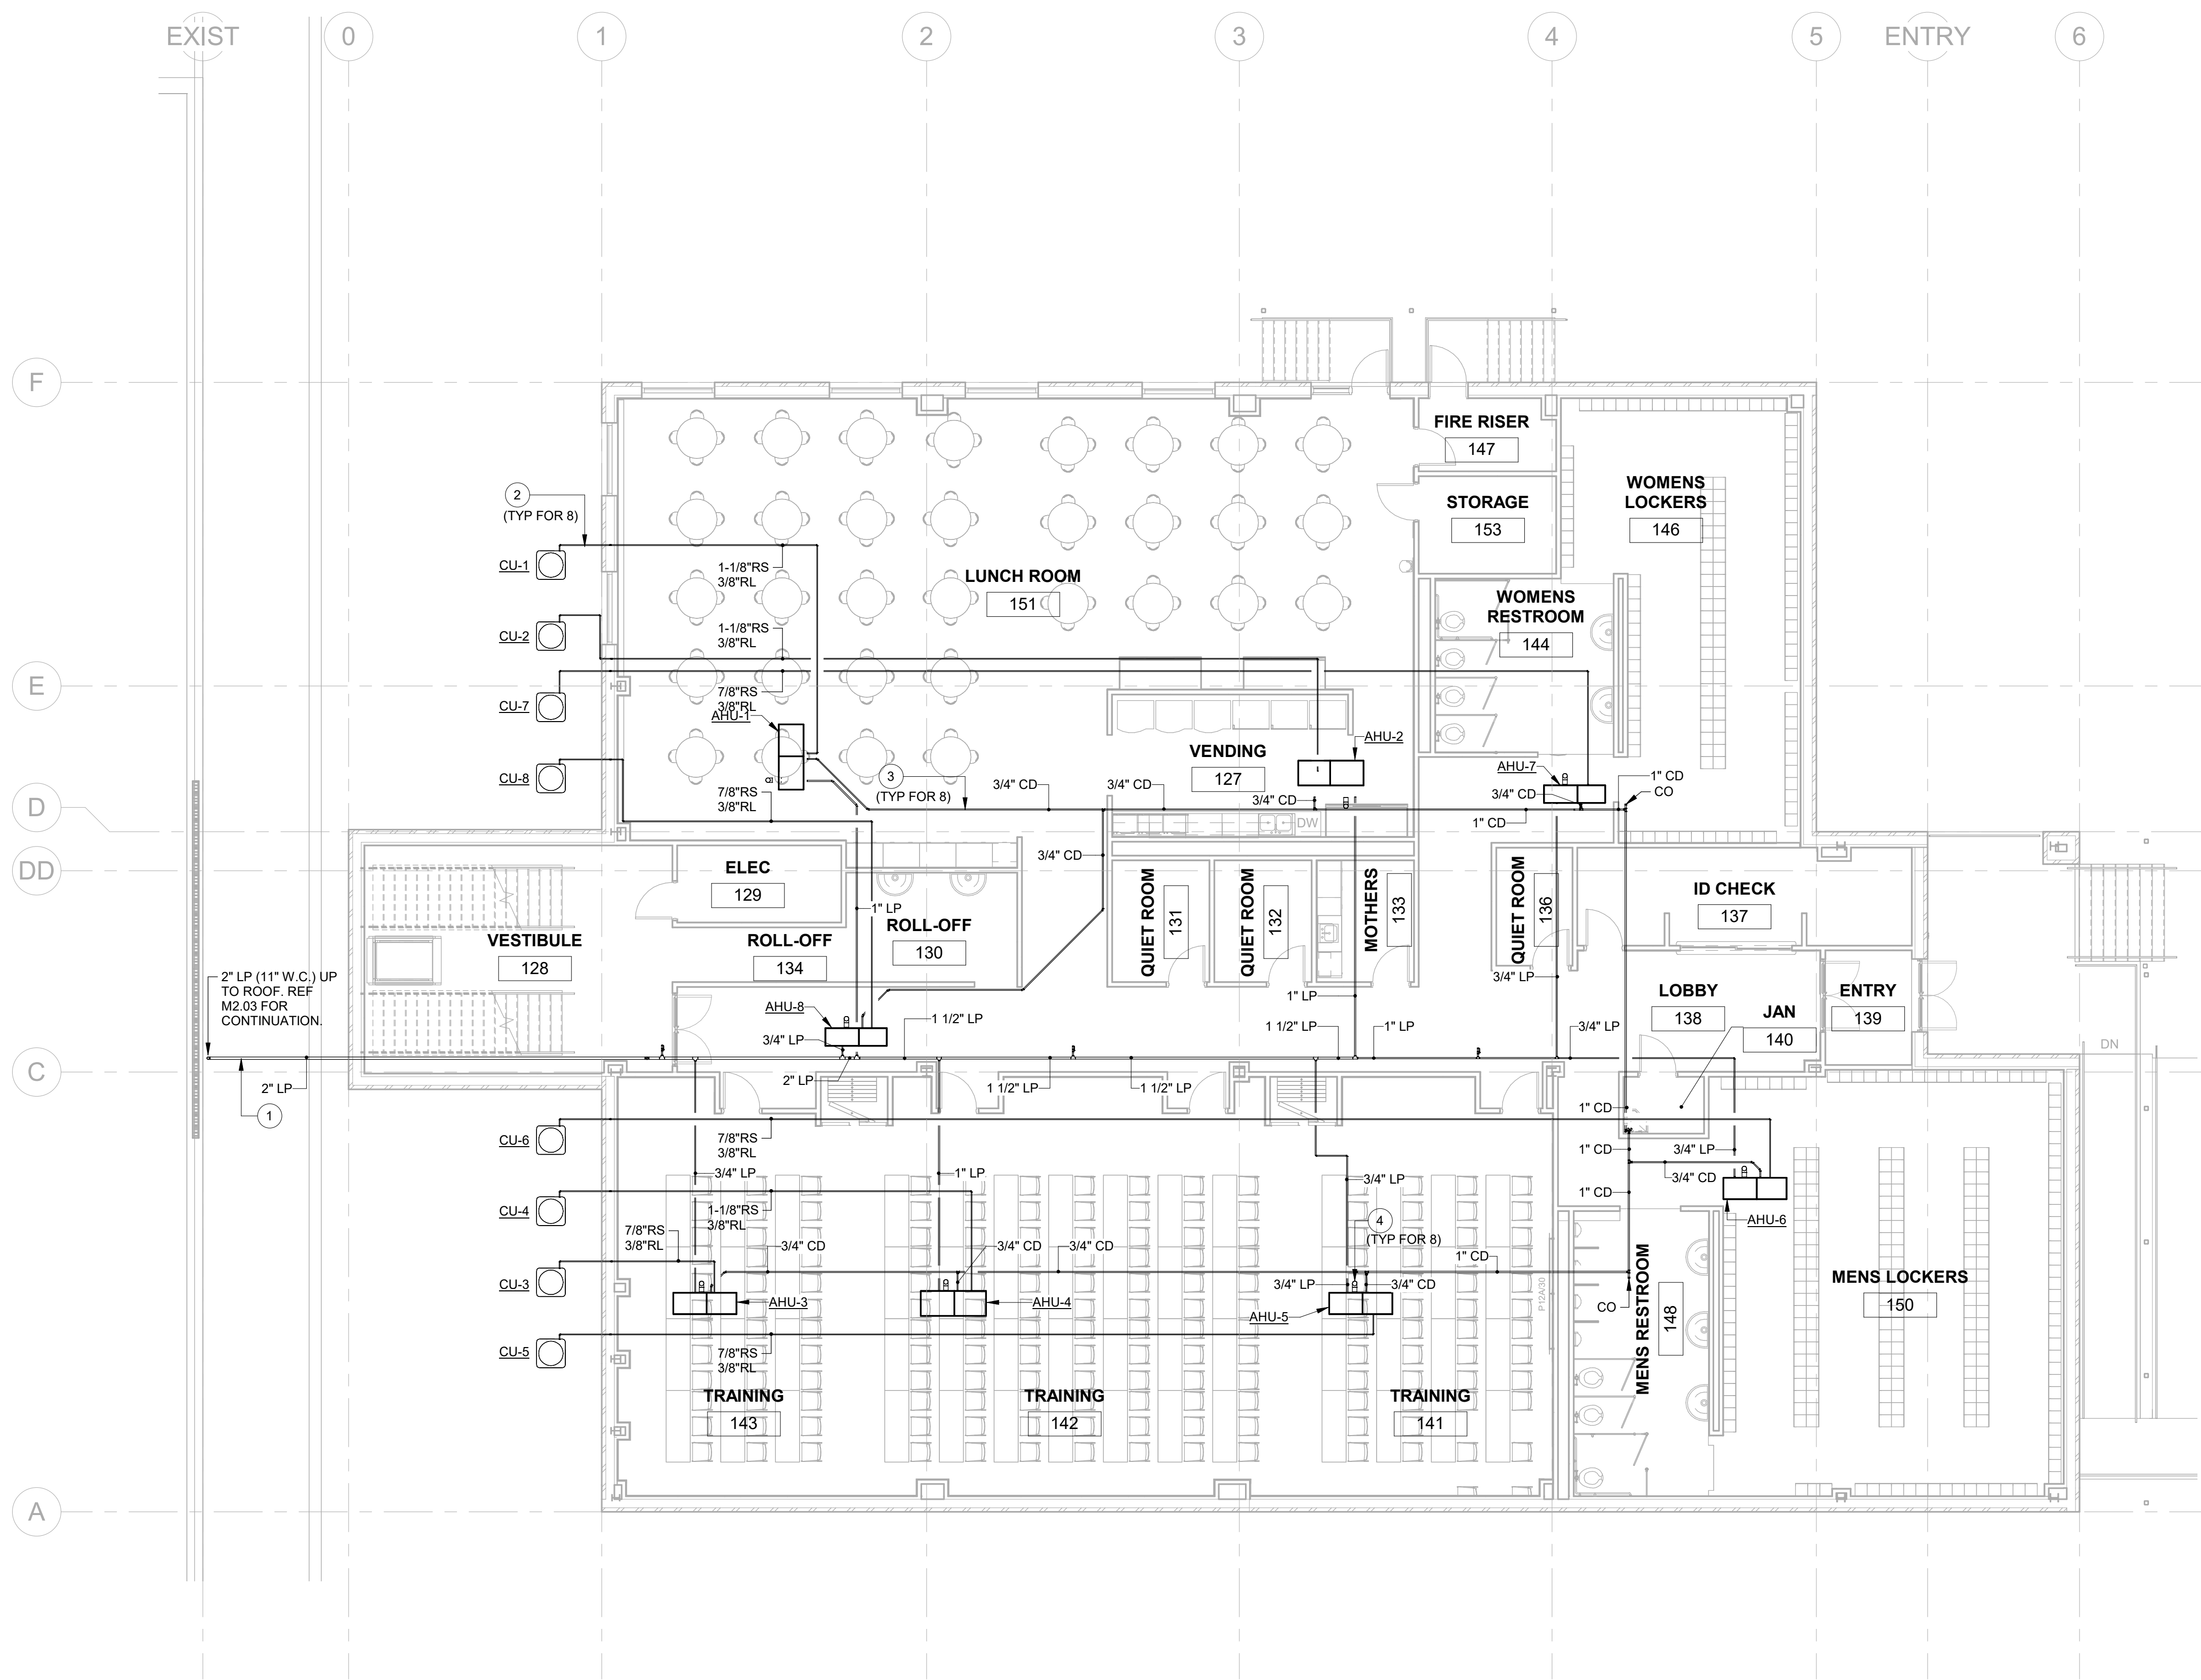 EXIST
0
1
2
3
4
5
ENTRY
6
F
FIRE RISER
147
WOMENS
LOCKERS
146
2
(TYP FOR 8)
STORAGE
153
CU-1
1-1/8"RS
3/8"RL
LUNCH ROOM
151
WOMENS
RESTROOM
144
CU-2
1-1/8"RS
3/8"RL
E
7/8"RS
3/8"RL
CU-7
AHU-1
AHU-2
VENDING
127
CU-8
3
(TYP FOR 8)
3/4" CD
3/4" CD
3/4" CD
AHU-7
3/4" CD
1" CD
CO
7/8"RS
3/8"RL
D
DW
1" CD
3/4" CD
DD
ELEC
129
1" LP
ROLL-OFF
130
QUIET ROOM
131
QUIET ROOM
132
MOTHERS
133
QUIET ROOM
136
ID CHECK
137
VESTIBULE
128
ROLL-OFF
134
2" LP (11" W.C.) UP
TO ROOF. REF
M2.03 FOR
CONTINUATION.
3/4" LP
1" LP
LOBBY
138
JAN
140
ENTRY
139
AHU-8
3/4" LP
1 1/2" LP
1 1/2" LP
1" LP
3/4" LP
DN
C
2" LP
1
2" LP
1 1/2" LP
1 1/2" LP
1" CD
CU-6
7/8"RS
3/8"RL
1" CD
3/4" LP
3/4" LP
1" LP
3/4" LP
3/4" CD
1" CD
CU-4
1-1/8"RS
3/8"RL
4
(TYP FOR 8)
AHU-6
7/8"RS
3/8"RL
3/4" CD
3/4" CD
3/4" CD
1" CD
CU-3
3/4" LP
3/4" CD
P12A/30
MENS RESTROOM
148
MENS LOCKERS
150
AHU-3
AHU-4
AHU-5
CO
CU-5
7/8"RS
3/8"RL
TRAINING
143
TRAINING
142
TRAINING
141
A